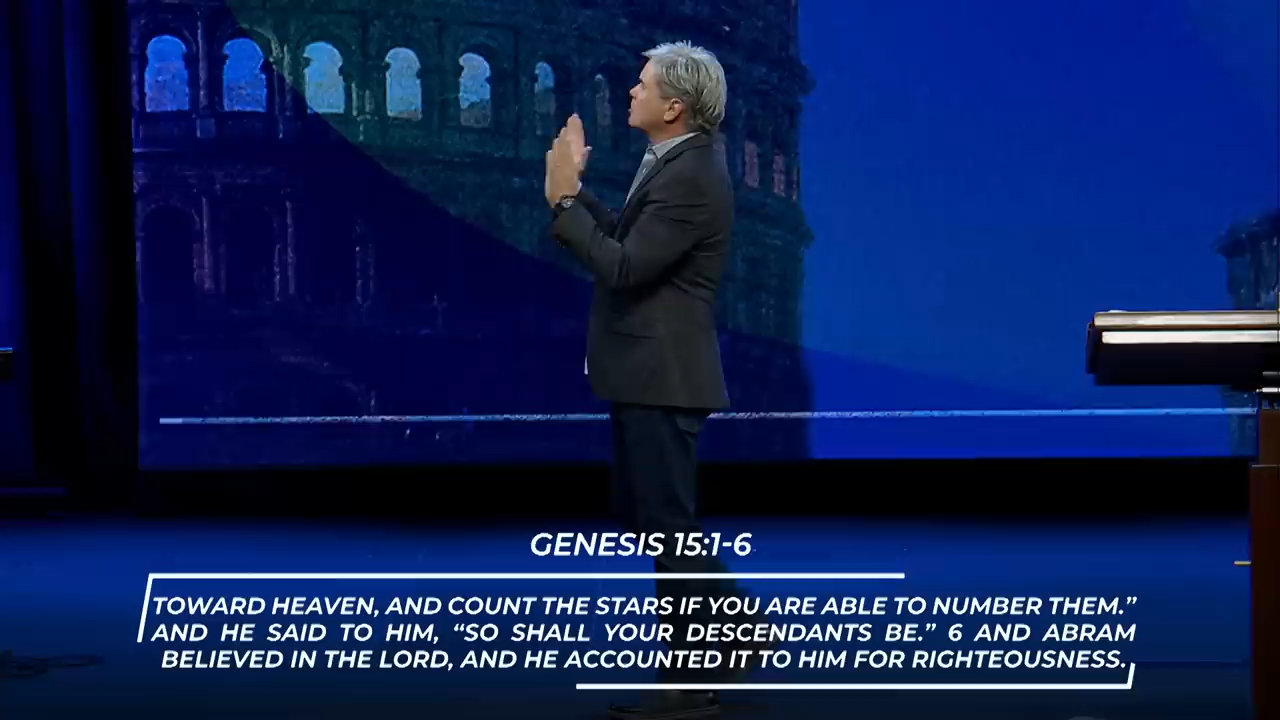 GENESIS 15:1-6
TOWARD HEAVEN, AND COUNT THE STARS IF YOU ARE ABLE TO NUMBER THEM.”
AND HE SAID TO HIM, “SO SHALL YOUR DESCENDANTS BE.” 6 AND ABRAM
BELIEVED IN THE LORD, AND HE ACCOUNTED IT TO HIM FOR RIGHTEOUSNESS.